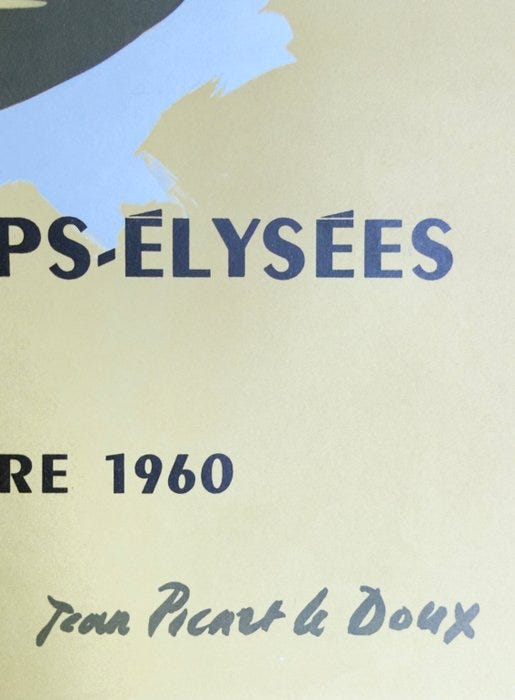 PS-ÉLYSÉES
RE 1960
Jean Picart le Doux